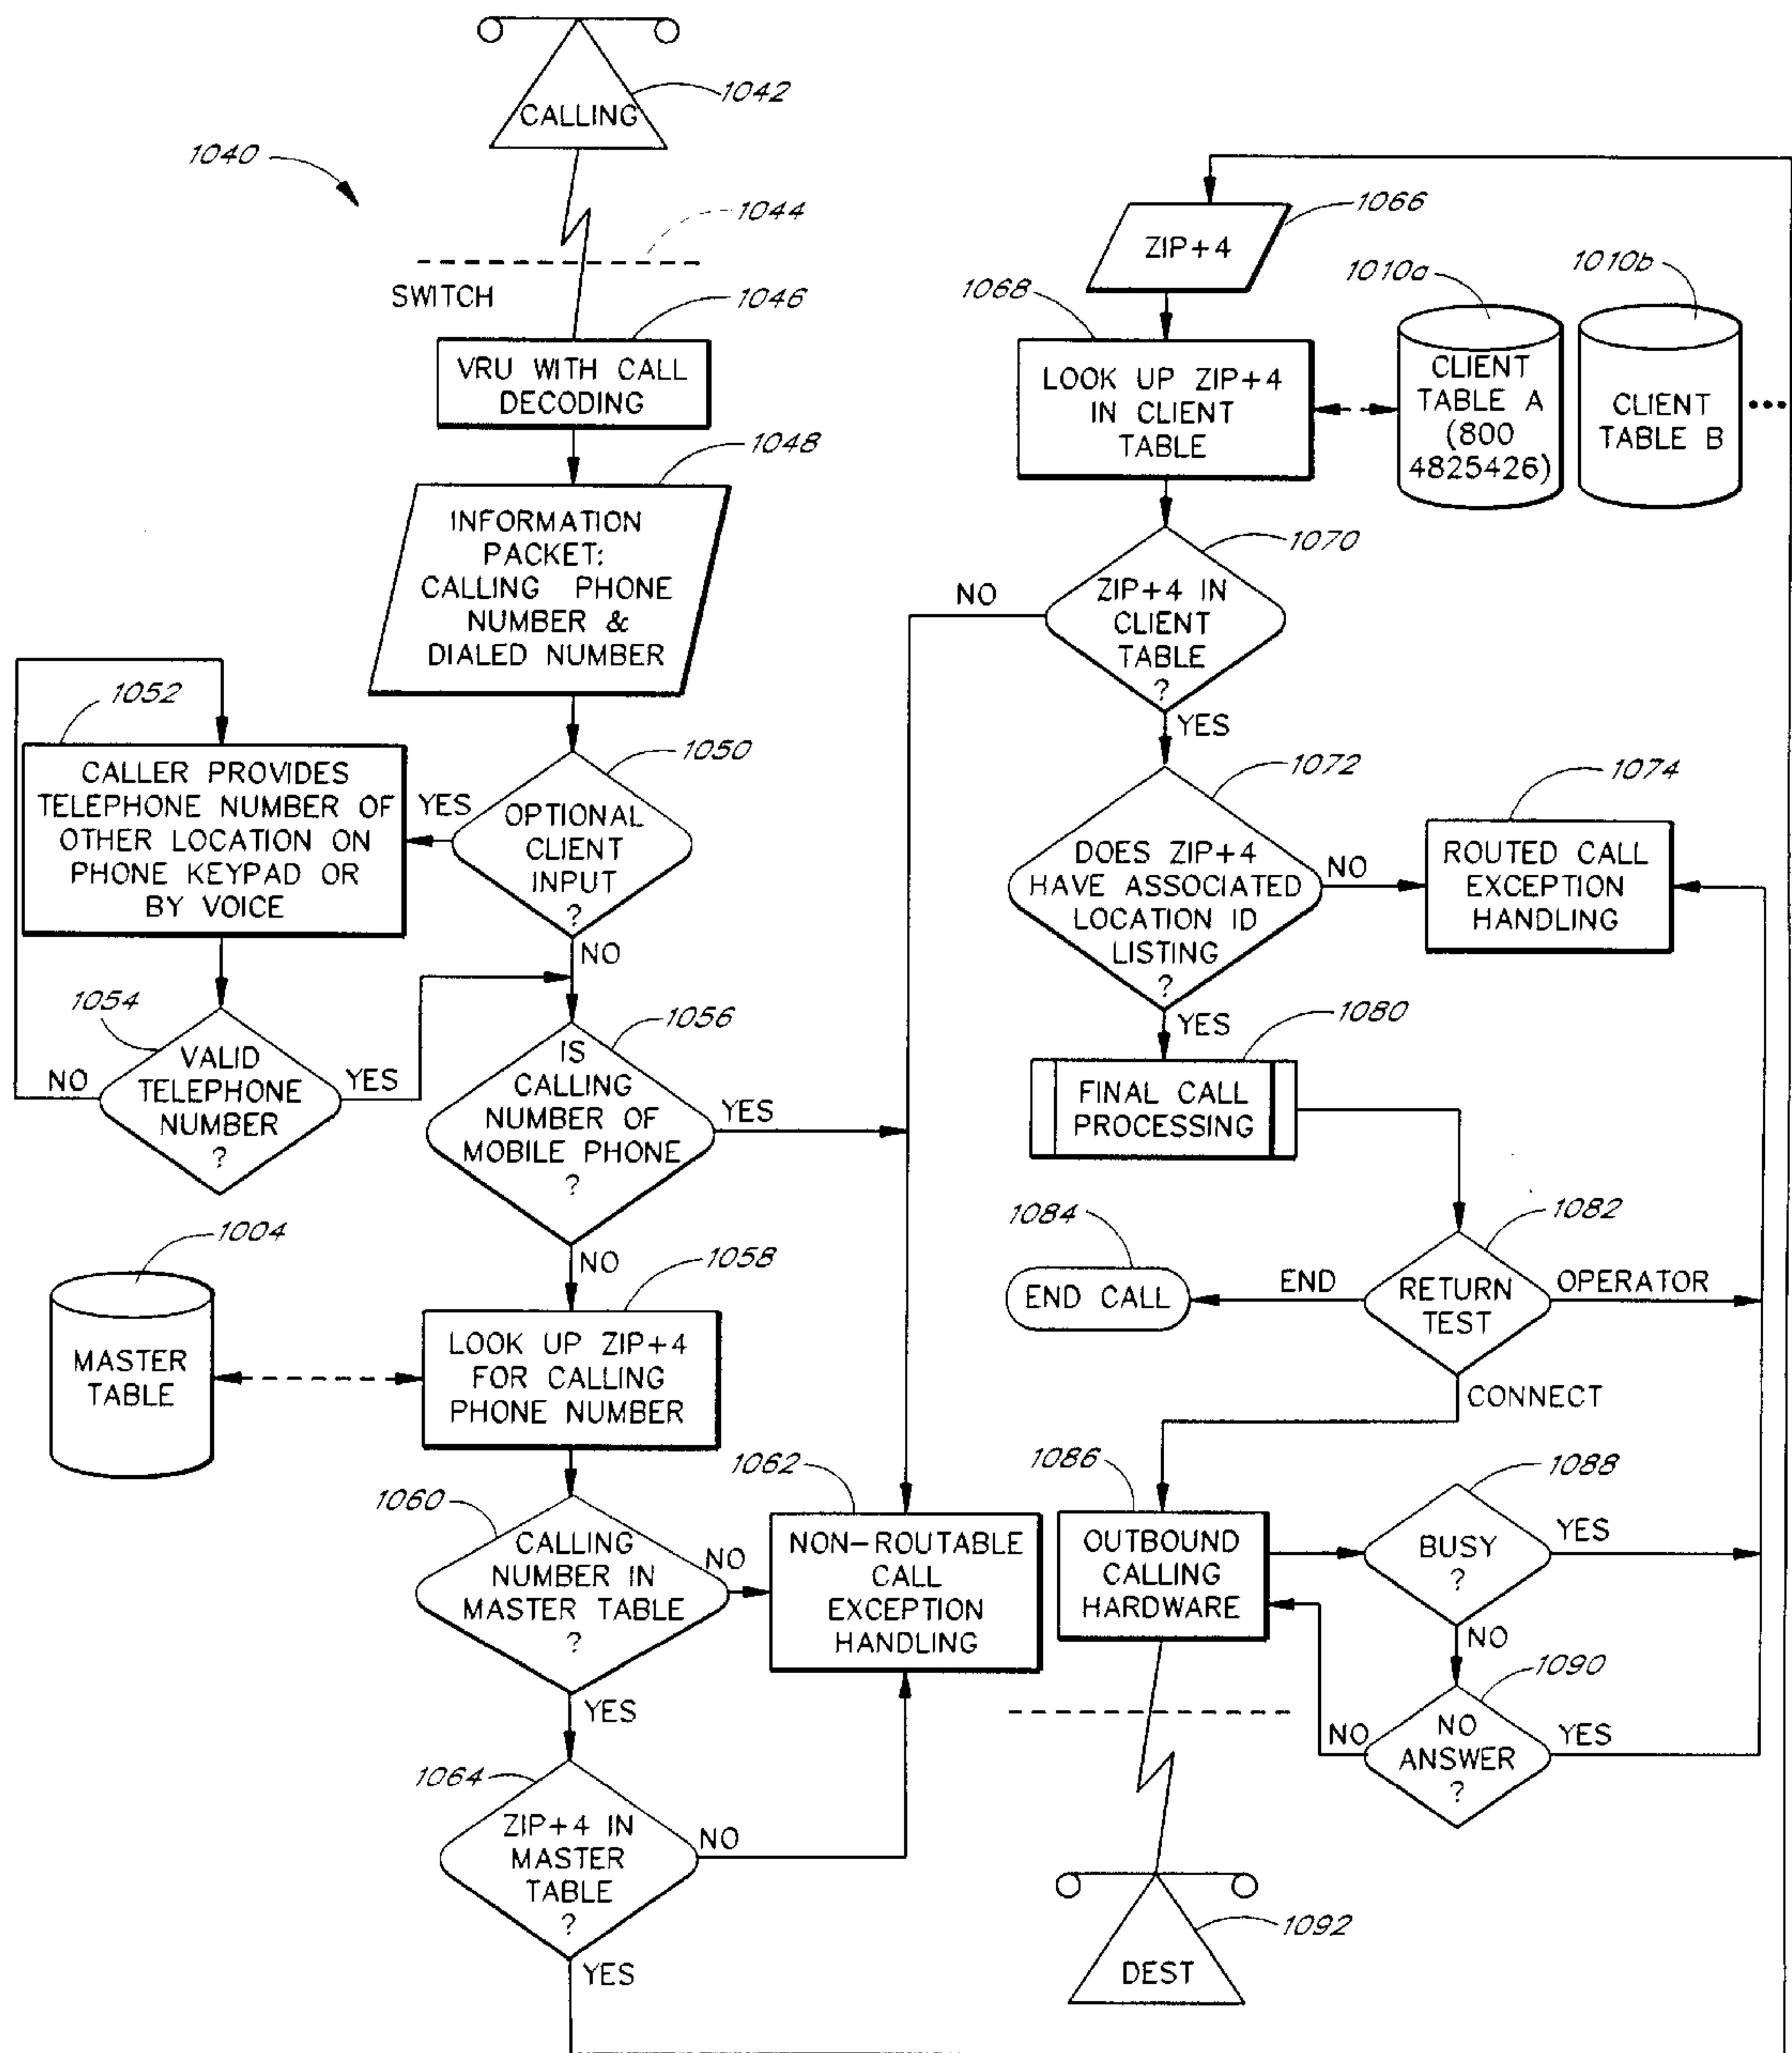 1040
CALLING
1042
1044
SWITCH
1046
VRU WITH CALL
DECODING
1048
INFORMATION
PACKET:
CALLING PHONE
NUMBER &
DIALED NUMBER
1050
OPTIONAL
CLIENT
INPUT
?
YES
NO
1052
CALLER PROVIDES
TELEPHONE NUMBER OF
OTHER LOCATION ON
PHONE KEYPAD OR
BY VOICE
1054
VALID
TELEPHONE
NUMBER
?
NO
YES
1056
IS
CALLING
NUMBER OF
MOBILE PHONE
?
YES
NO
1004
MASTER
TABLE
1058
LOOK UP ZIP+4
FOR CALLING
PHONE NUMBER
1060
CALLING
NUMBER IN
MASTER TABLE
?
NO
YES
1062
NON-ROUTABLE
CALL
EXCEPTION
HANDLING
1064
ZIP+4 IN
MASTER
TABLE
?
NO
YES
1066
ZIP+4
1068
LOOK UP ZIP+4
IN CLIENT
TABLE
1010a
CLIENT
TABLE A
(800
4825426)
1010b
CLIENT
TABLE B
...
1070
ZIP+4 IN
CLIENT
TABLE
?
NO
YES
1072
DOES ZIP+4
HAVE ASSOCIATED
LOCATION ID
LISTING
?
NO
YES
1074
ROUTED CALL
EXCEPTION
HANDLING
1080
FINAL CALL
PROCESSING
1082
RETURN
TEST
END
OPERATOR
CONNECT
1084
END CALL
1086
OUTBOUND
CALLING
HARDWARE
1088
BUSY
?
YES
NO
1090
NO
ANSWER
?
NO
YES
1092
DEST